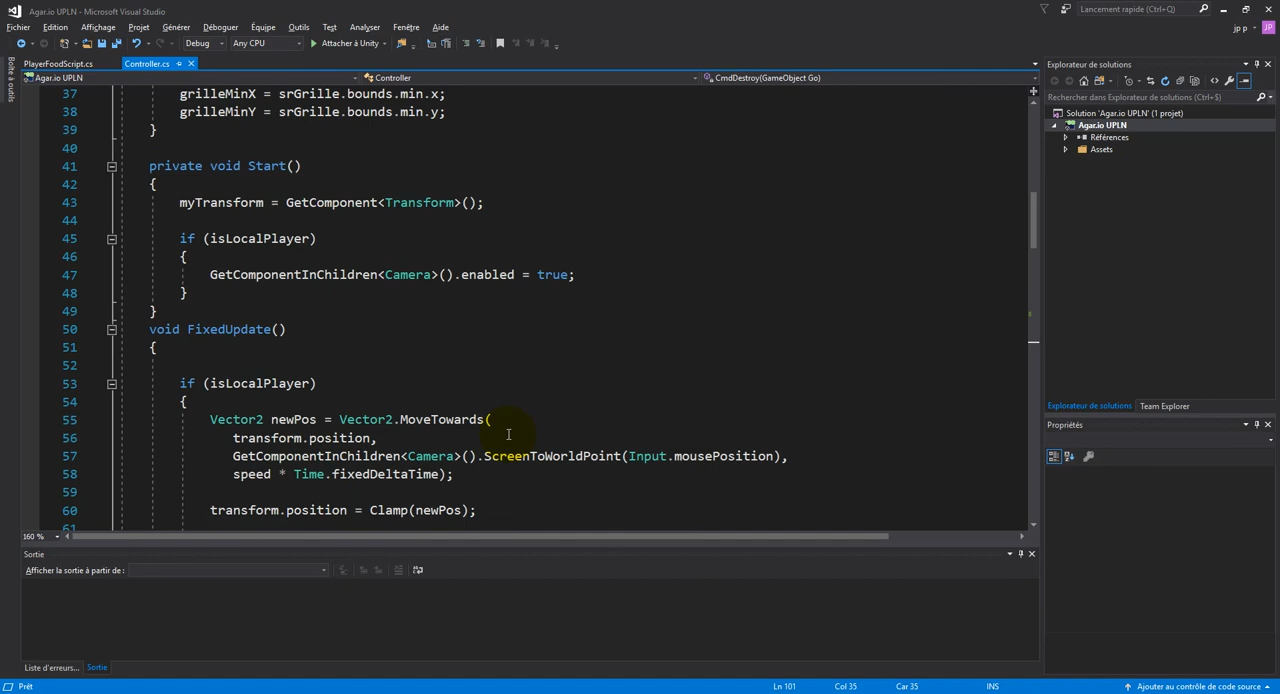 Agar.io UPLN - Microsoft Visual Studio
Lancement rapide (Ctrl+Q)
Fichier Edition Affichage Projet Générer Déboguer Équipe Outils Test Analyser Fenêtre Aide
jp p
JP
Debug Any CPU Attacher à Unity
Boîte à outils
PlayerFoodScript.cs Controller.cs
Agar.io UPLN Controller CmdDestroy(GameObject Go)
37 grilleMinX = srGrille.bounds.min.x;
38 grilleMinY = srGrille.bounds.min.y;
39 }
40
41 private void Start()
42 {
43 myTransform = GetComponent<Transform>();
44
45 if (isLocalPlayer)
46 {
47 GetComponentInChildren<Camera>().enabled = true;
48 }
49 }
50 void FixedUpdate()
51 {
52
53 if (isLocalPlayer)
54 {
55 Vector2 newPos = Vector2.MoveTowards(
56 transform.position,
57 GetComponentInChildren<Camera>().ScreenToWorldPoint(Input.mousePosition),
58 speed * Time.fixedDeltaTime);
59
60 transform.position = Clamp(newPos);
61
160 %
Sortie
Afficher la sortie à partir de :
Liste d'erreurs... Sortie
Explorateur de solutions
Rechercher dans Explorateur de solutions (Ctrl+$)
Solution 'Agar.io UPLN' (1 projet)
Agar.io UPLN
Références
Assets
Explorateur de solutions Team Explorer
Propriétés
Prêt Ln 101 Col 35 Car 35 INS Ajouter au contrôle de code source